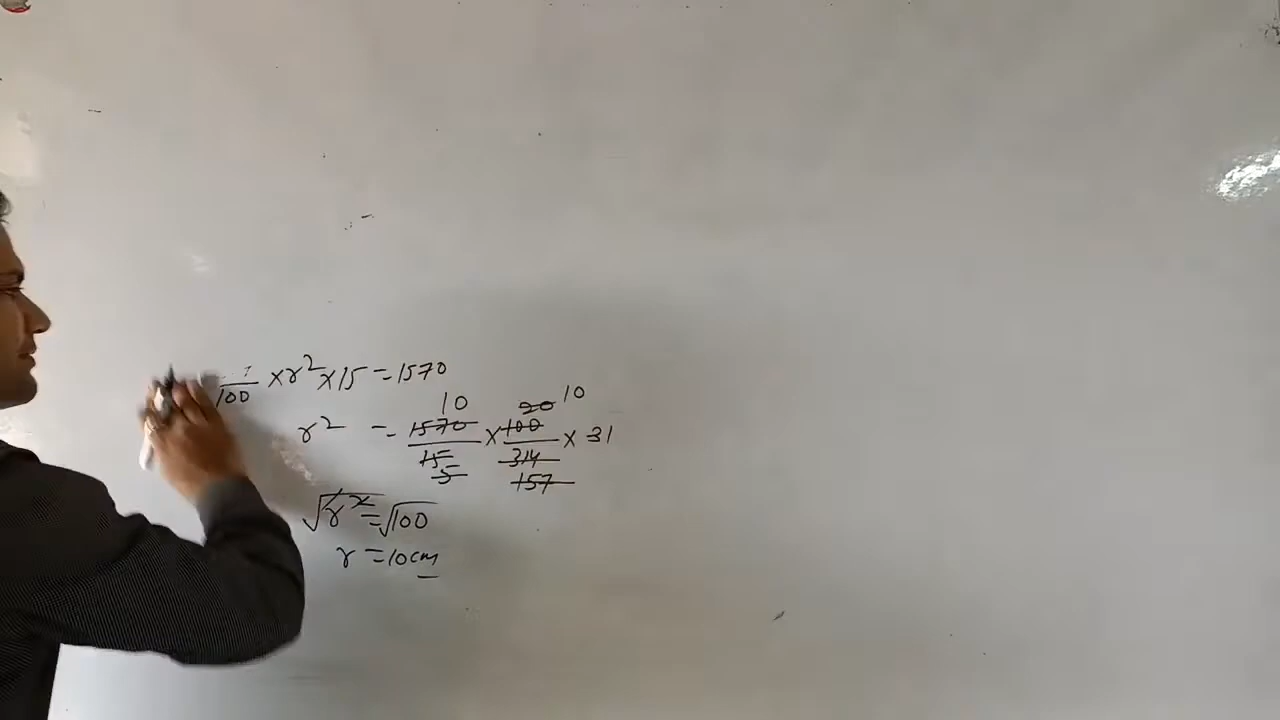 100 × r² × 15 = 1570
10 20 10
r² = 1570/15 × 100/314 × 31
5 157
√r² = √100
r = 10cm